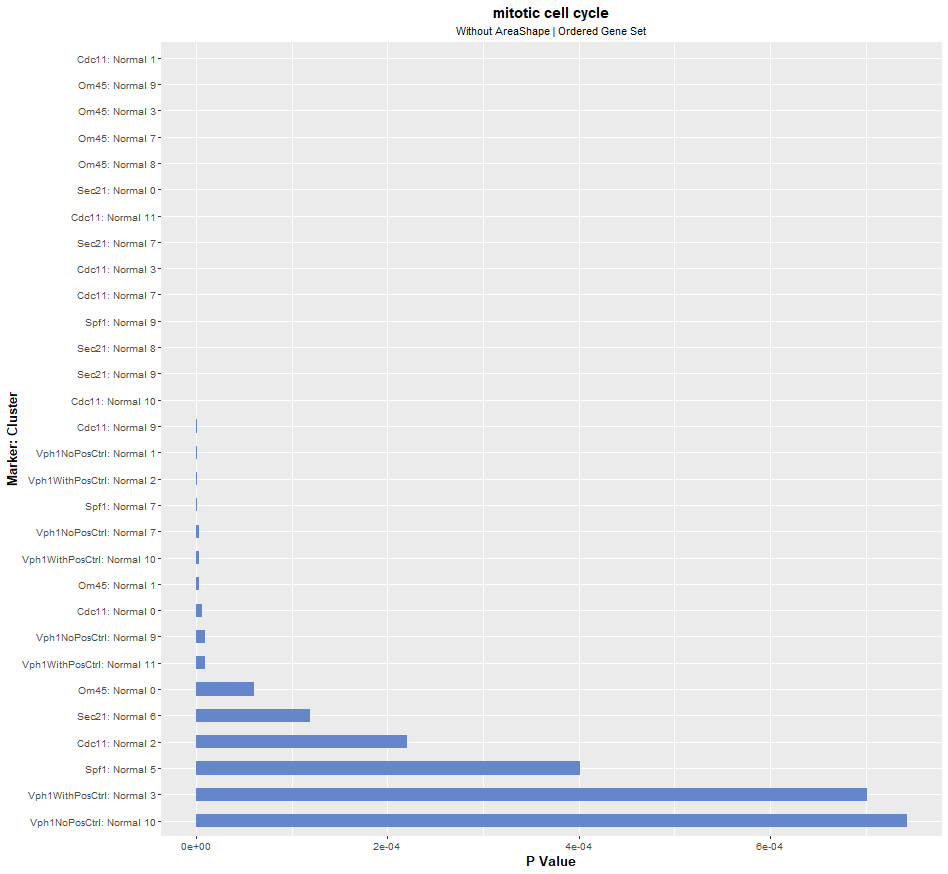 mitotic cell cycle
Without AreaShape | Ordered Gene Set
Marker: Cluster
Cdc11: Normal 1
Om45: Normal 9
Om45: Normal 3
Om45: Normal 7
Om45: Normal 8
Sec21: Normal 0
Cdc11: Normal 11
Sec21: Normal 7
Cdc11: Normal 3
Cdc11: Normal 7
Spf1: Normal 9
Sec21: Normal 8
Sec21: Normal 9
Cdc11: Normal 10
Cdc11: Normal 9
Vph1NoPosCtrl: Normal 1
Vph1WithPosCtrl: Normal 2
Spf1: Normal 7
Vph1NoPosCtrl: Normal 7
Vph1WithPosCtrl: Normal 10
Om45: Normal 1
Cdc11: Normal 0
Vph1NoPosCtrl: Normal 9
Vph1WithPosCtrl: Normal 11
Om45: Normal 0
Sec21: Normal 6
Cdc11: Normal 2
Spf1: Normal 5
Vph1WithPosCtrl: Normal 3
Vph1NoPosCtrl: Normal 10
0e+00 2e-04 4e-04 6e-04
P Value